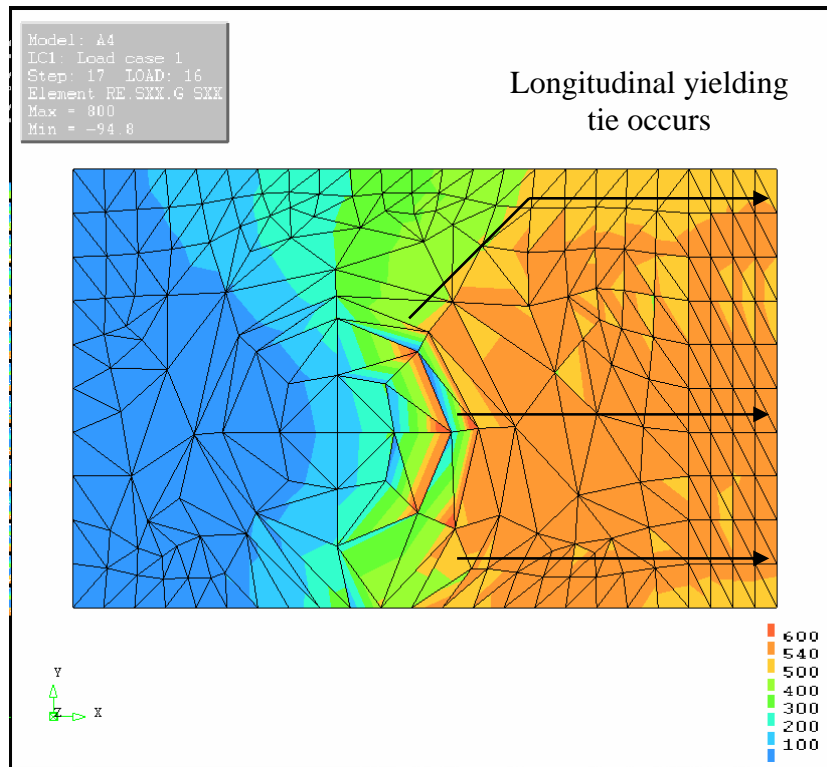 Model: A4
LC1: Load case 1
Step: 17 LOAD: 16
Element RE.SXX.G SXX
Max = 800
Min = -94.8
Longitudinal yielding
tie occurs
600
540
500
400
300
200
100
Y
Z X